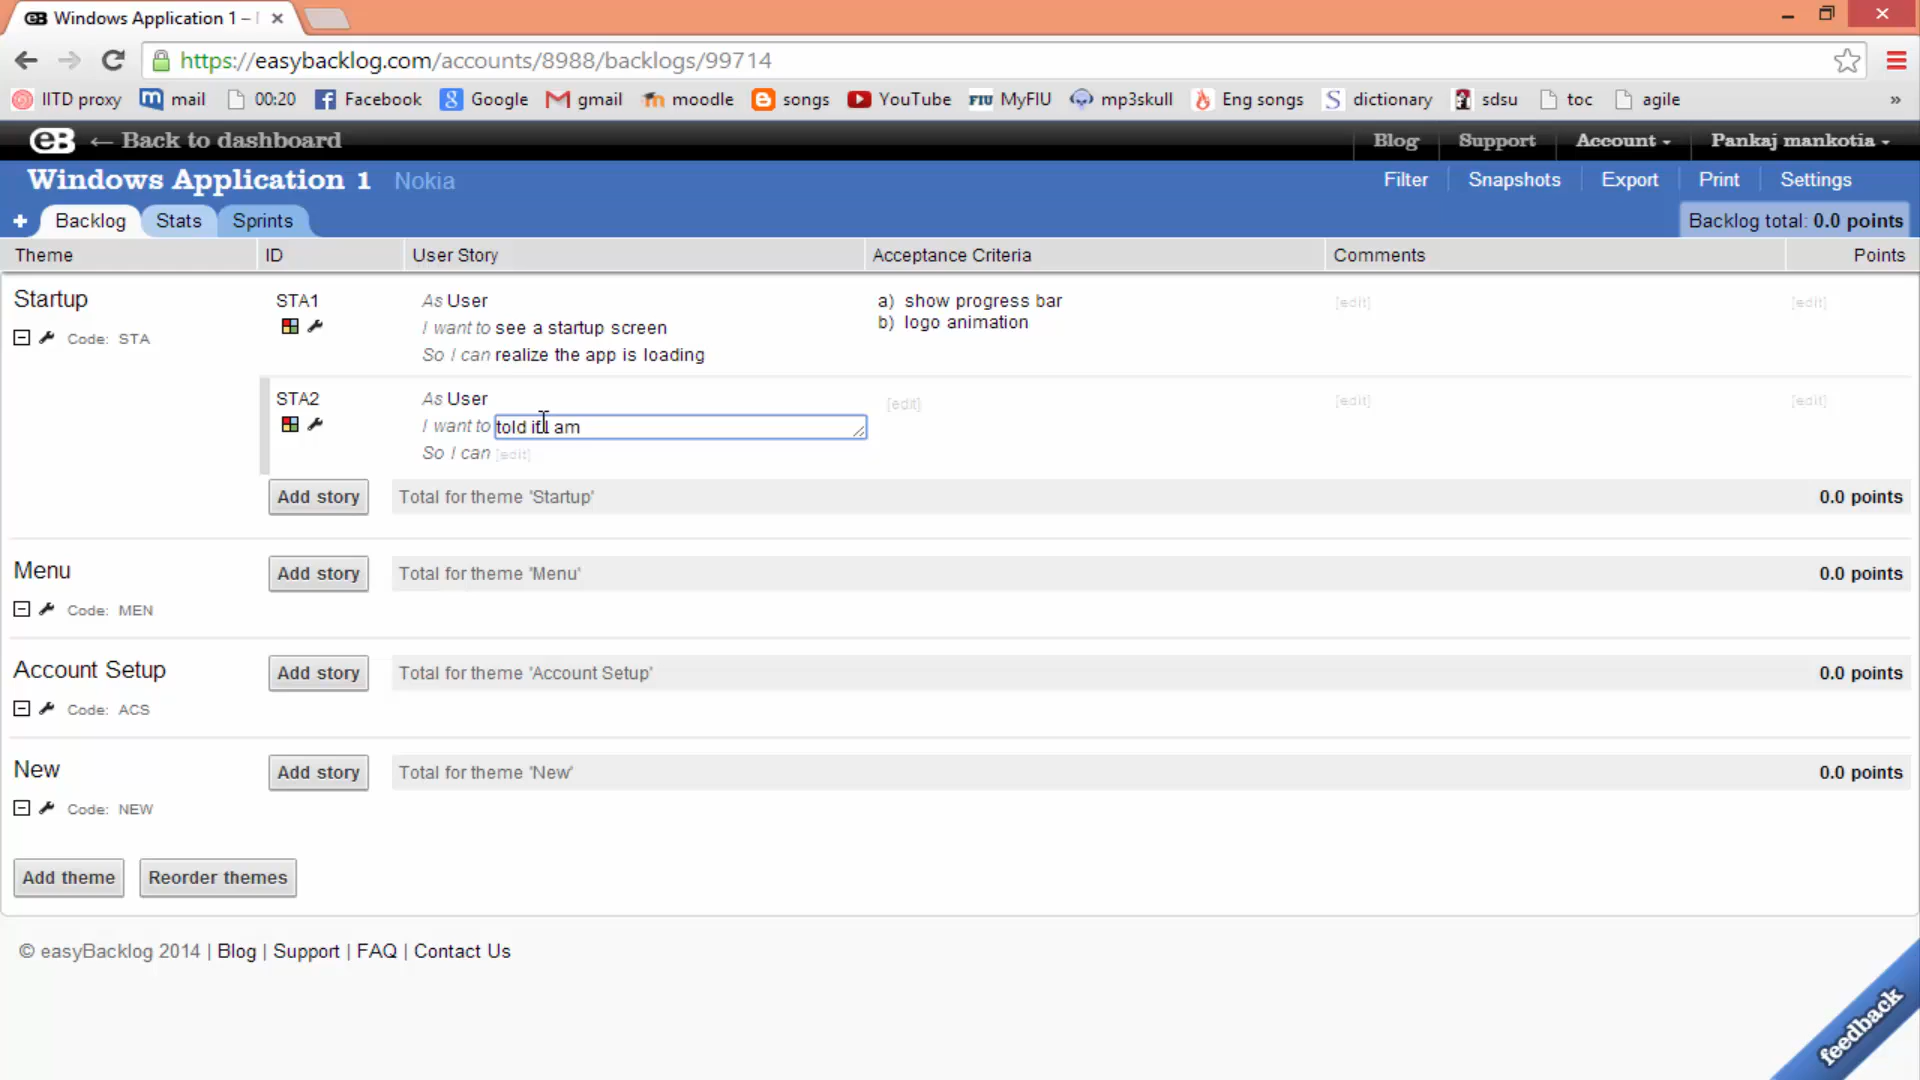 eB Windows Application 1 –
https://easybacklog.com/accounts/8988/backlogs/99714
IITD proxy mail 00:20 Facebook Google gmail moodle songs YouTube FIU MyFIU mp3skull Eng songs dictionary sdsu toc agile »
eB ← Back to dashboard Blog Support Account Pankaj mankotia
Windows Application 1 Nokia Filter Snapshots Export Print Settings
+ Backlog Stats Sprints Backlog total: 0.0 points
Theme ID User Story Acceptance Criteria Comments Points
Startup STA1 As User a) show progress bar [edit] [edit]
I want to see a startup screen b) logo animation
Code: STA So I can realize the app is loading
STA2 As User [edit] [edit] [edit]
I want to told if I am
So I can [edit]
Add story Total for theme 'Startup' 0.0 points
Menu Add story Total for theme 'Menu' 0.0 points
Code: MEN
Account Setup Add story Total for theme 'Account Setup' 0.0 points
Code: ACS
New Add story Total for theme 'New' 0.0 points
Code: NEW
Add theme Reorder themes
© easyBacklog 2014 | Blog | Support | FAQ | Contact Us
feedback